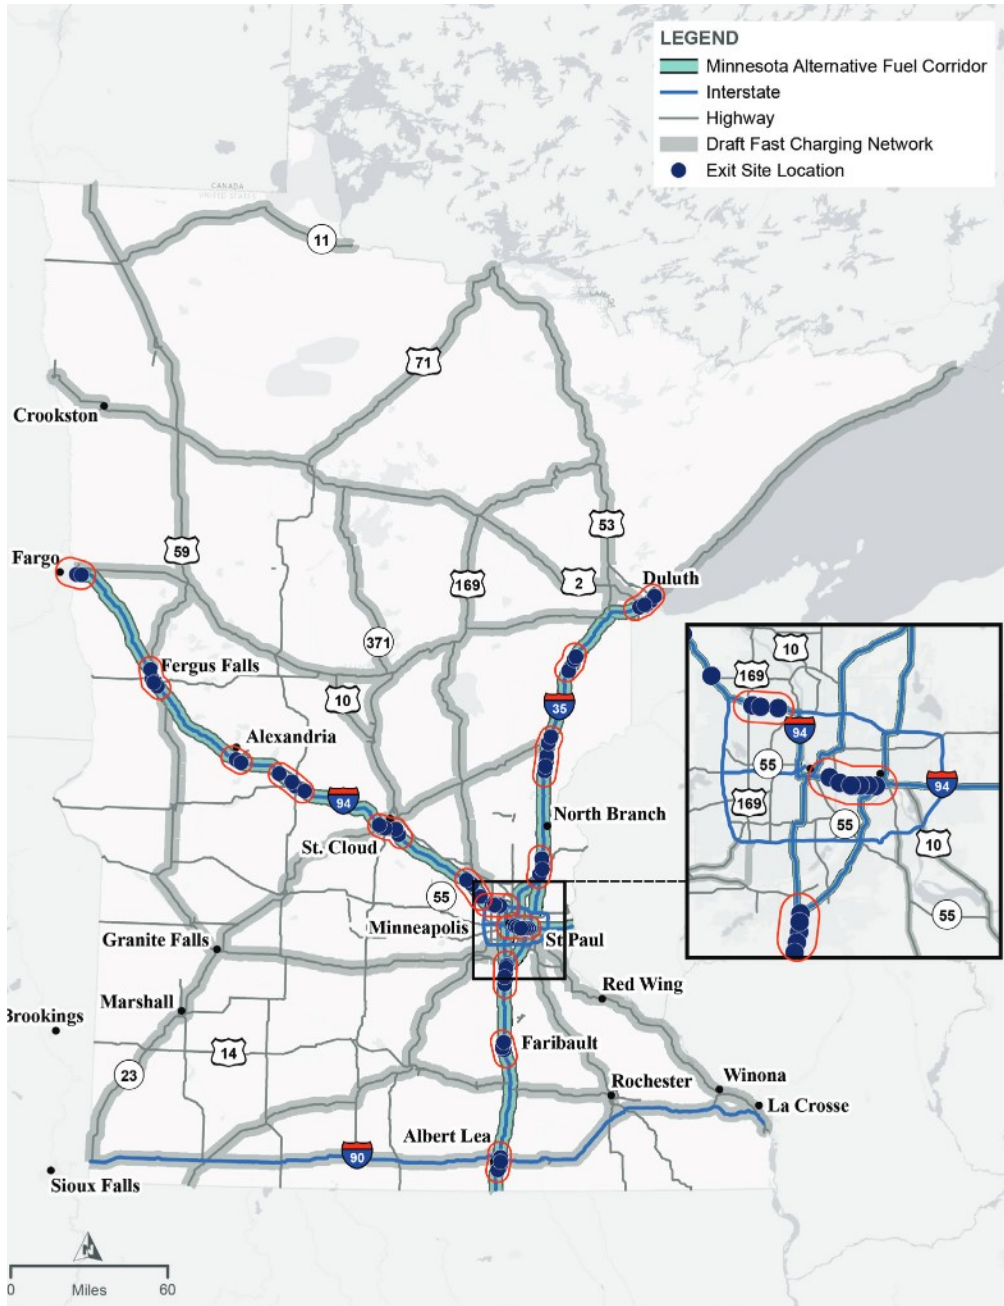 LEGEND
Minnesota Alternative Fuel Corridor
Interstate
Highway
Draft Fast Charging Network
Exit Site Location
CANADA
UNITED STATES
11
71
Crookston
53
59
Fargo
169
2
Duluth
371
Fergus Falls
10
35
Alexandria
94
North Branch
St. Cloud
55
Minneapolis
St Paul
10
169
94
55
94
169
55
10
55
Granite Falls
Red Wing
Marshall
Brookings
14
Faribault
23
Rochester
Winona
La Crosse
Albert Lea
90
Sioux Falls
N
0
Miles
60